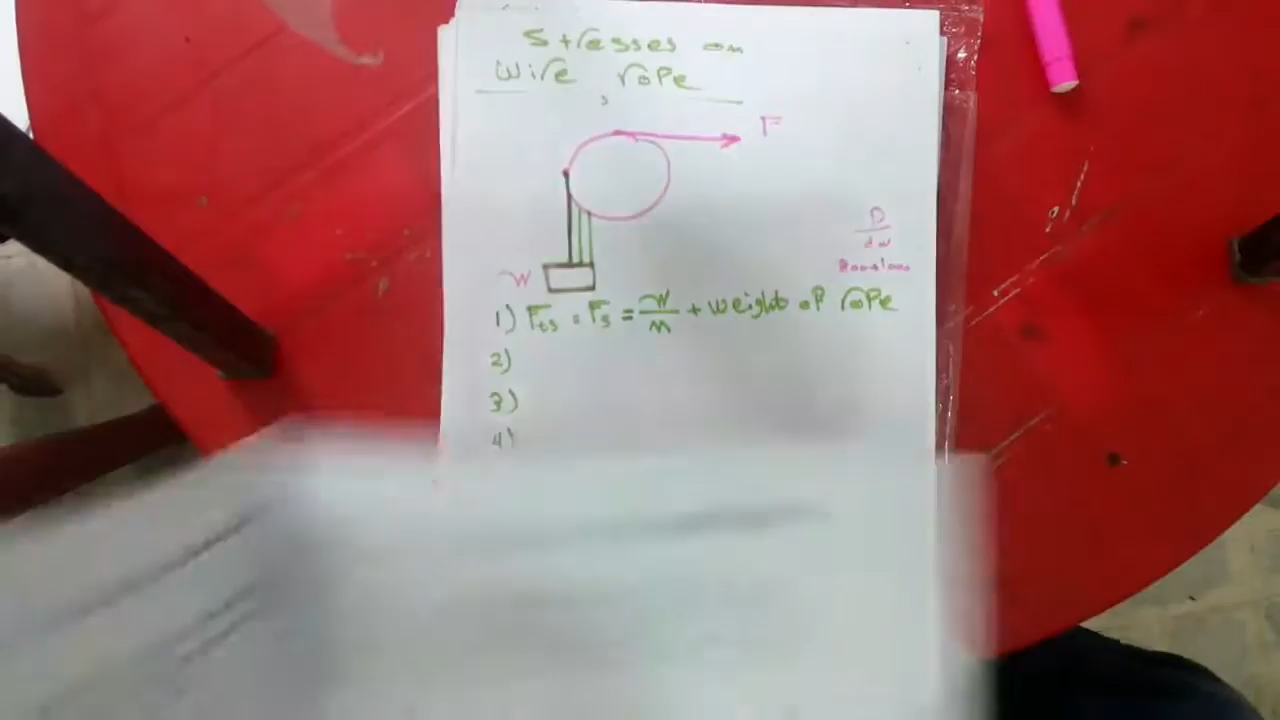 Stresses on
Wire rope
F
D
dw
W
1) Fts = Fs = W/m + weight of rope
2)
3)
4)